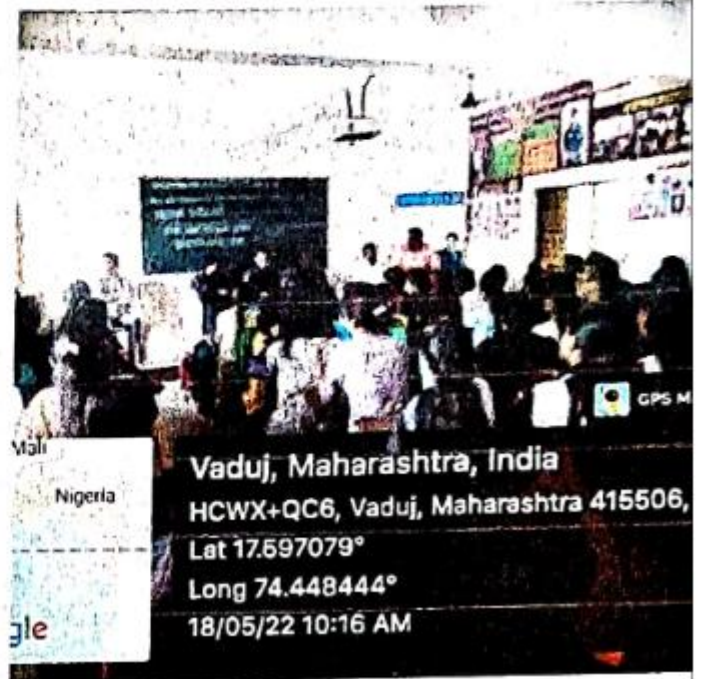 GPS M
Mali
Nigeria
gle
Vaduj, Maharashtra, India
HCWX+QC6, Vaduj, Maharashtra 415506,
Lat 17.597079°
Long 74.448444°
18/05/22 10:16 AM